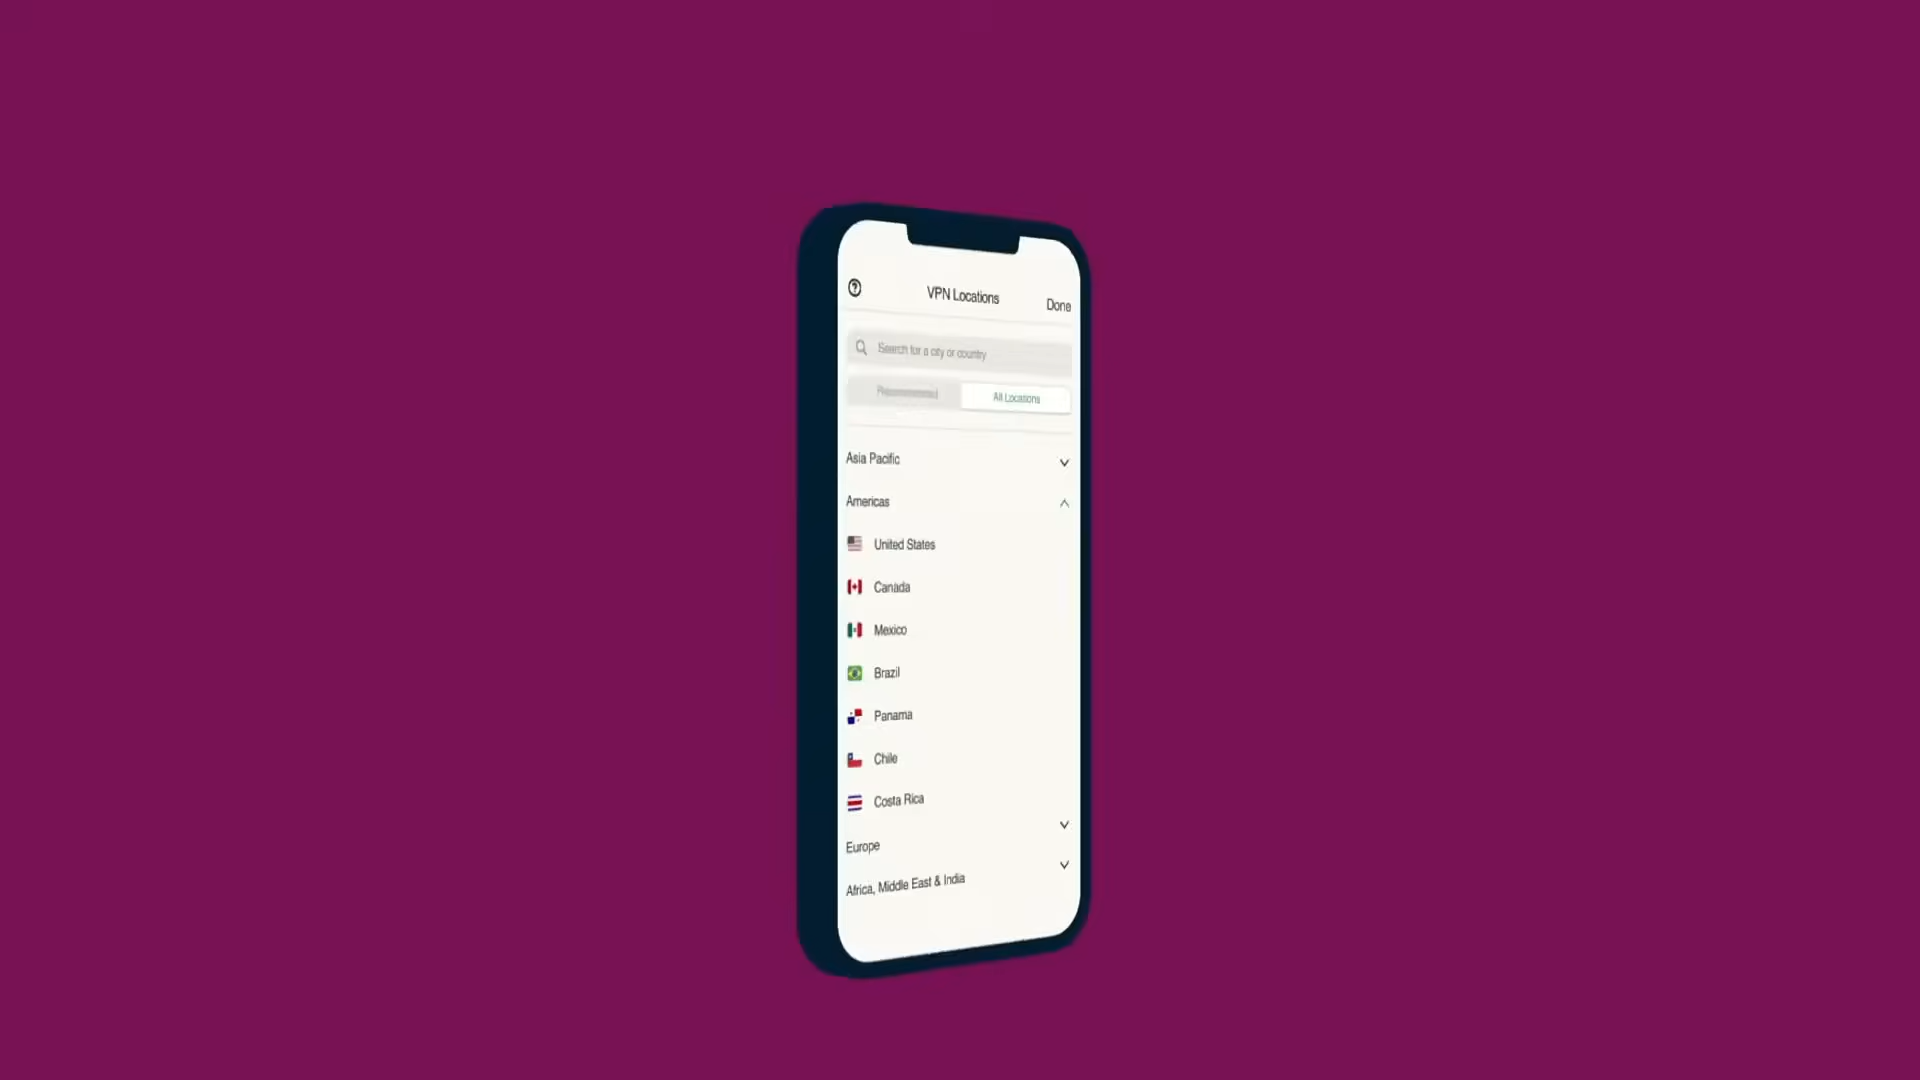 VPN Locations
Done
Search for a city or country
Recommended
All Locations
Asia Pacific
Americas
United States
Canada
Mexico
Brazil
Panama
Chile
Costa Rica
Europe
Africa, Middle East & India